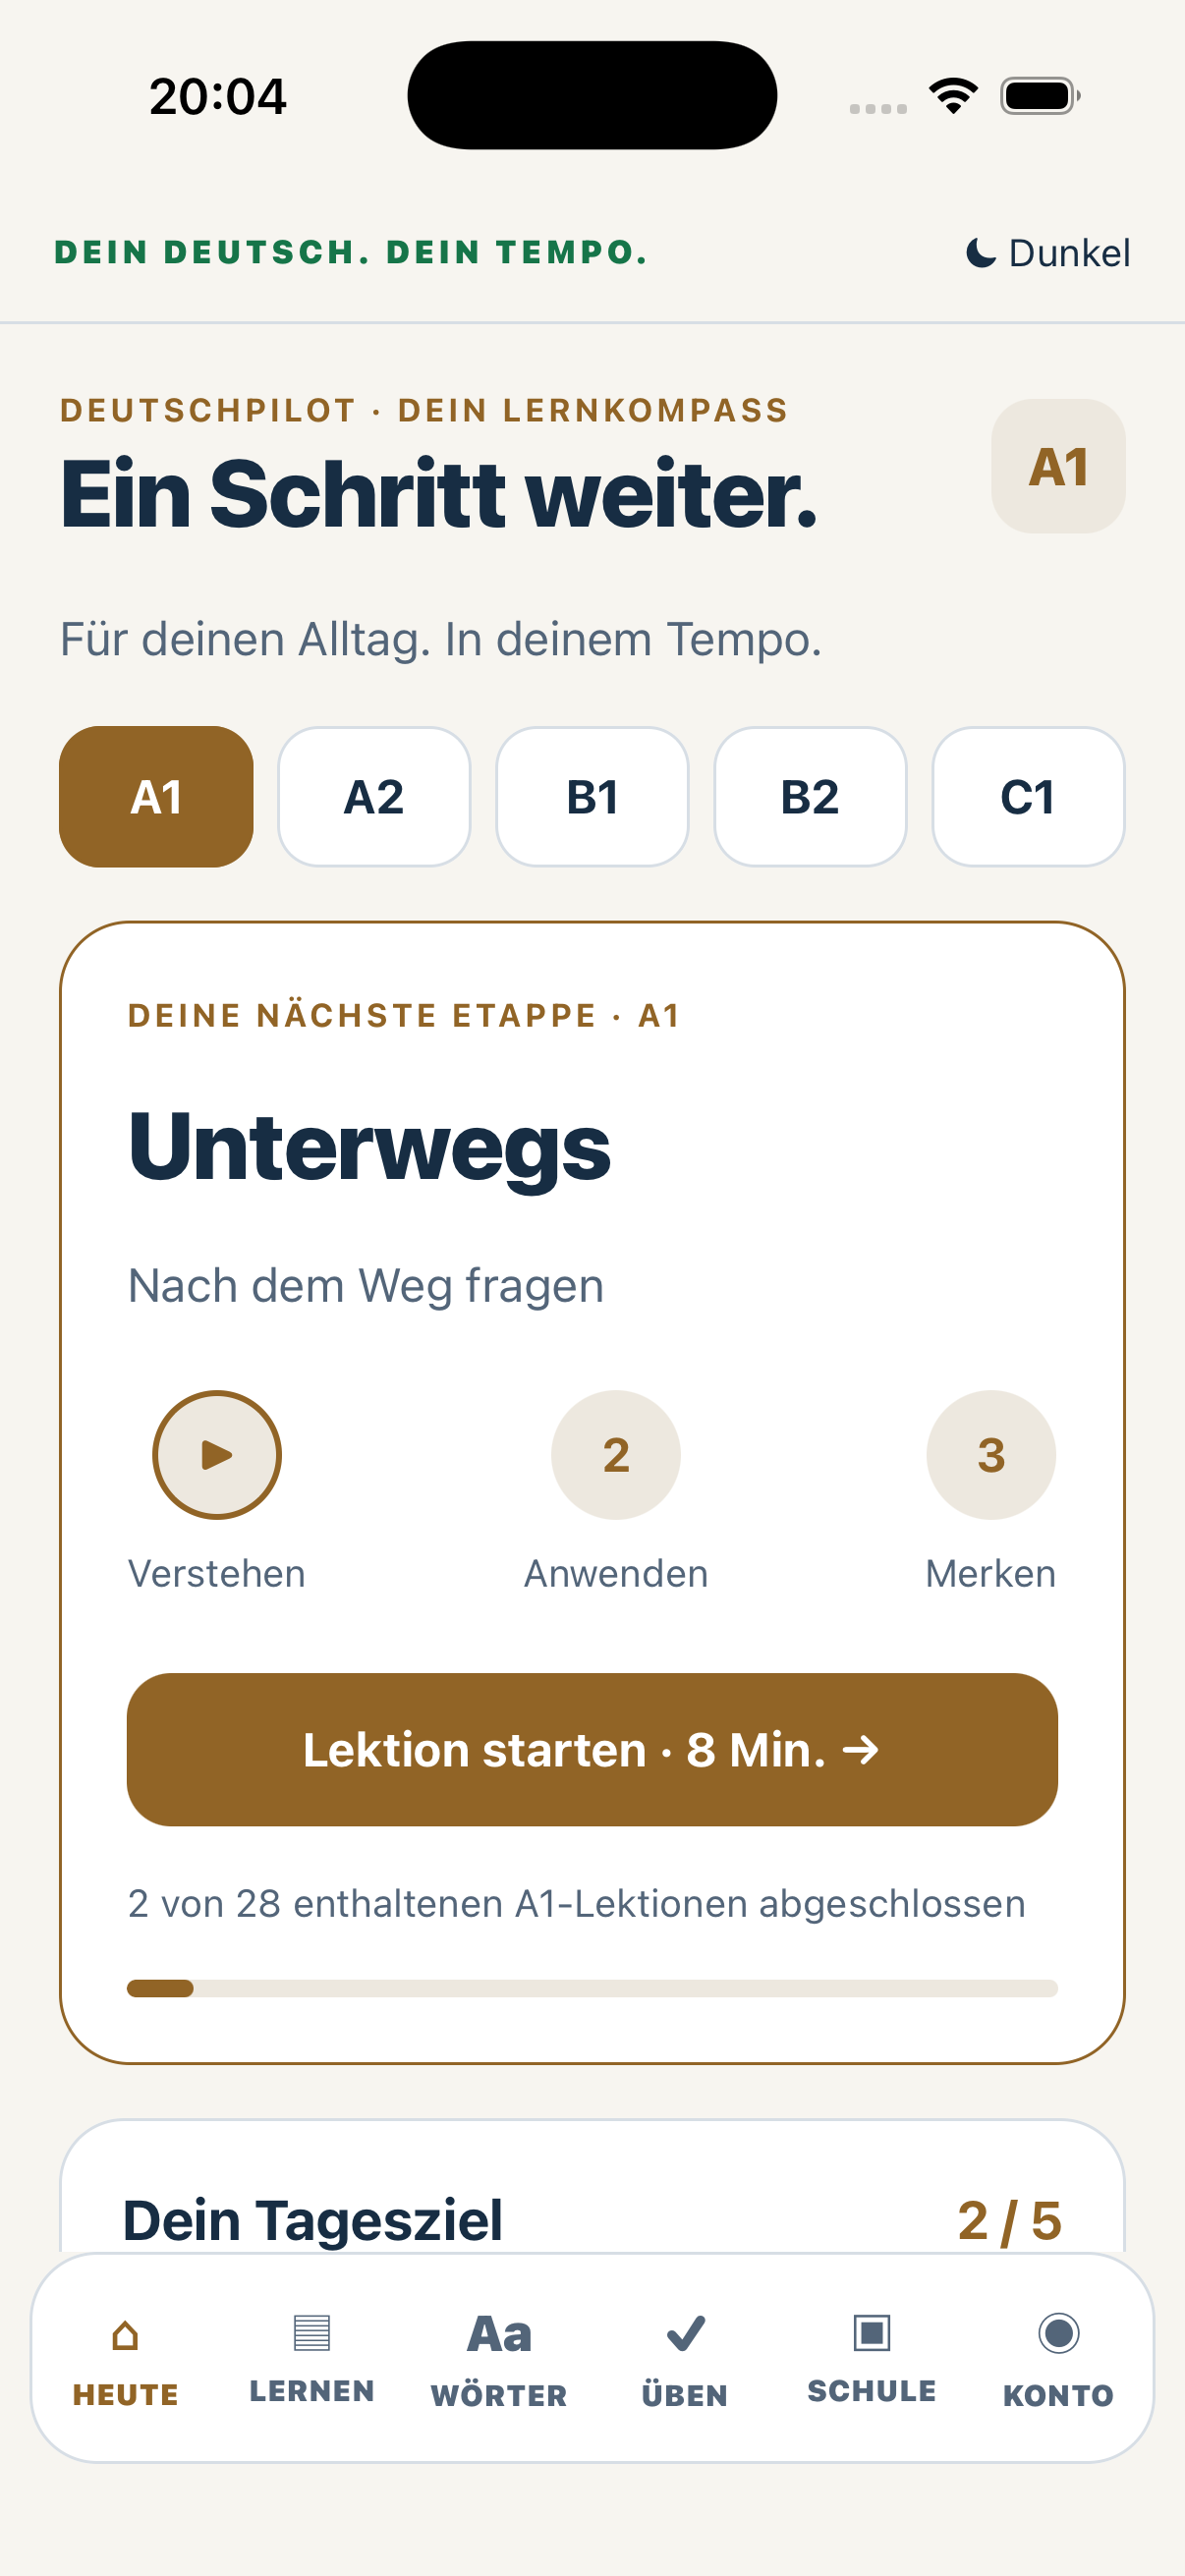 20:04
DEIN DEUTSCH. DEIN TEMPO.
Dunkel
DEUTSCHPILOT · DEIN LERNKOMPASS
Ein Schritt weiter.
A1
Für deinen Alltag. In deinem Tempo.
A1 A2 B1 B2 C1
DEINE NÄCHSTE ETAPPE · A1
Unterwegs
Nach dem Weg fragen
2 3
Verstehen Anwenden Merken
Lektion starten · 8 Min. →
2 von 28 enthaltenen A1-Lektionen abgeschlossen
Dein Tagesziel 2 / 5
Aa
HEUTE LERNEN WÖRTER ÜBEN SCHULE KONTO